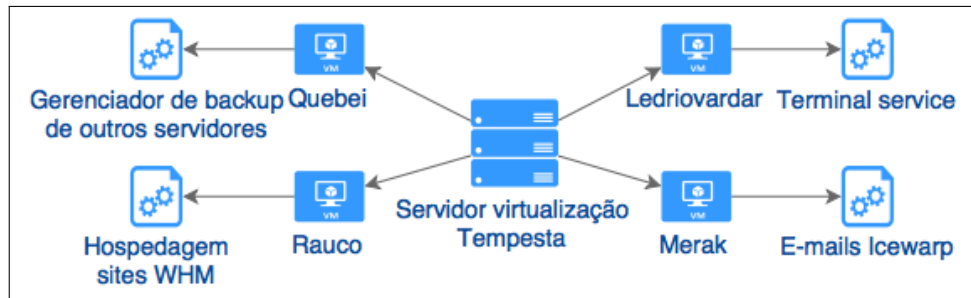 VM
VM
Gerenciador de backup
de outros servidores
Quebei
Ledriovardar
Terminal service
VM
VM
Servidor virtualização
Tempesta
Hospedagem
sites WHM
Rauco
Merak
E-mails Icewarp